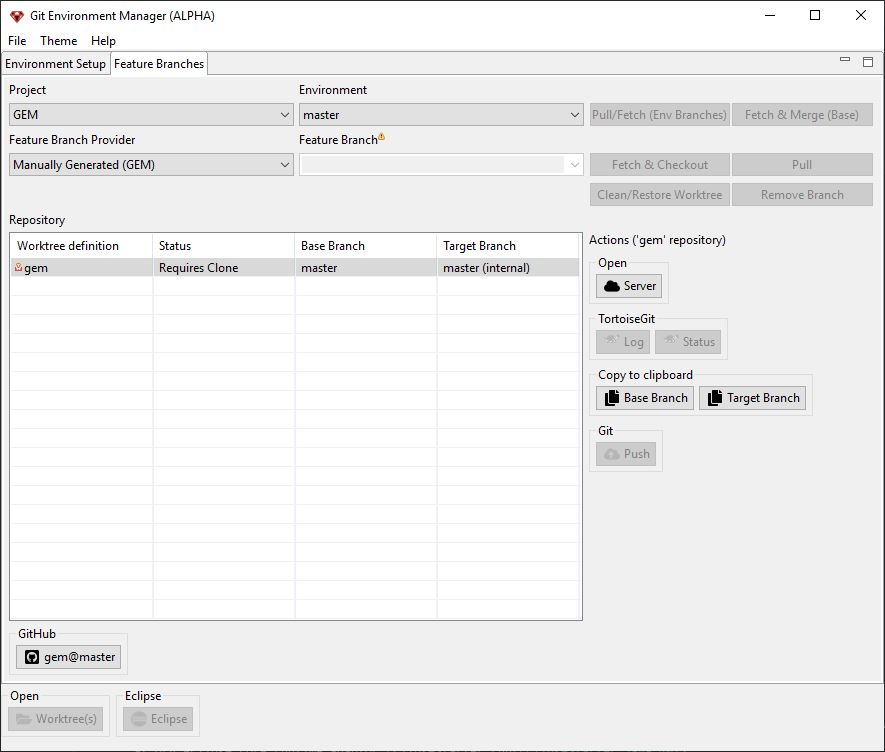 Git Environment Manager (ALPHA)
File Theme Help
Environment Setup Feature Branches
Project Environment
GEM master Pull/Fetch (Env Branches) Fetch & Merge (Base)
Feature Branch Provider Feature Branch
Manually Generated (GEM) Fetch & Checkout Pull
Clean/Restore Worktree Remove Branch
Repository
Worktree definition Status Base Branch Target Branch
gem Requires Clone master master (internal)
Actions ('gem' repository)
Open
Server
TortoiseGit
Log Status
Copy to clipboard
Base Branch Target Branch
Git
Push
GitHub
gem@master
Open Eclipse
Worktree(s) Eclipse